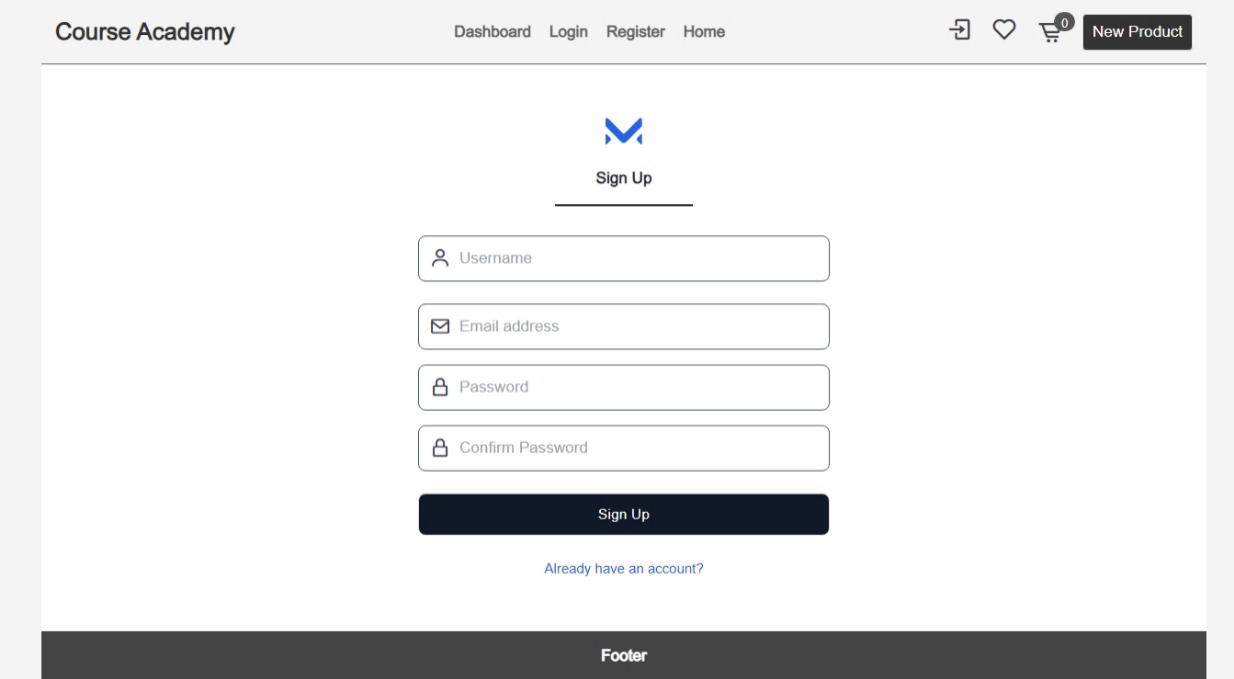 Course Academy
Dashboard Login Register Home
0
New Product
Sign Up
Username
Email address
Password
Confirm Password
Sign Up
Already have an account?
Footer